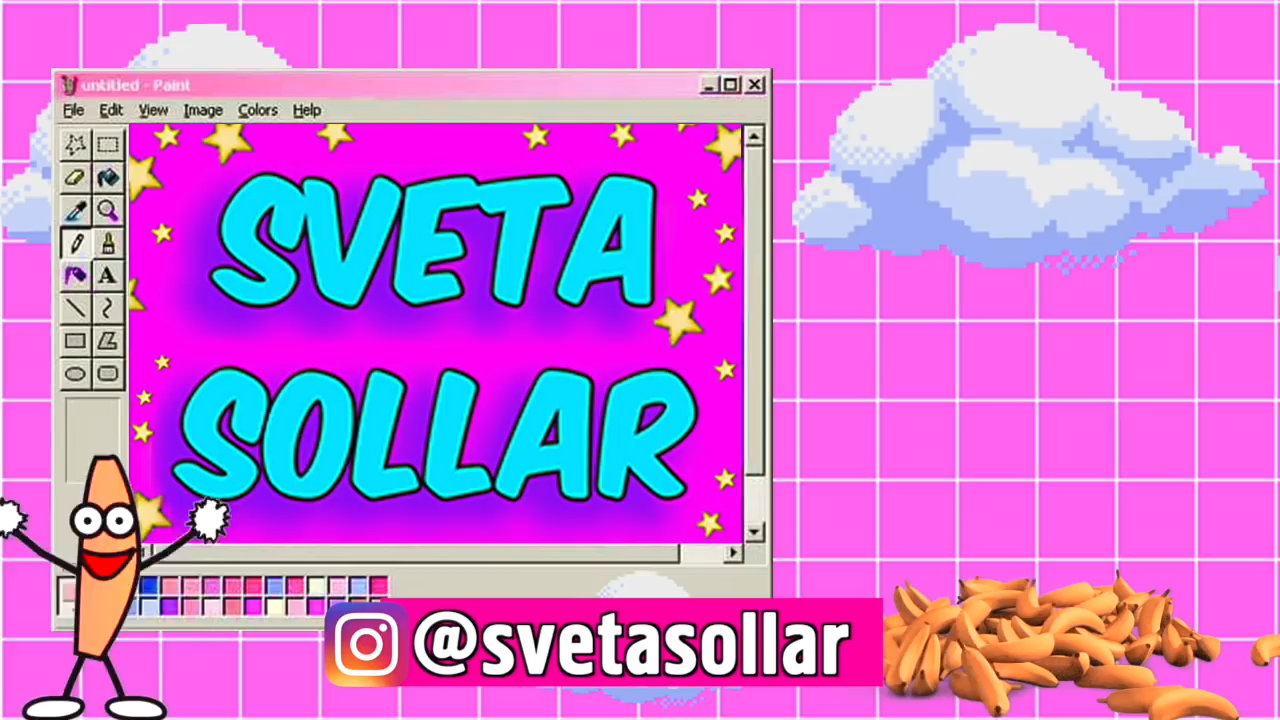 untitled - Paint
File Edit View Image Colors Help
A
SVETA
SOLLAR
@svetasollar